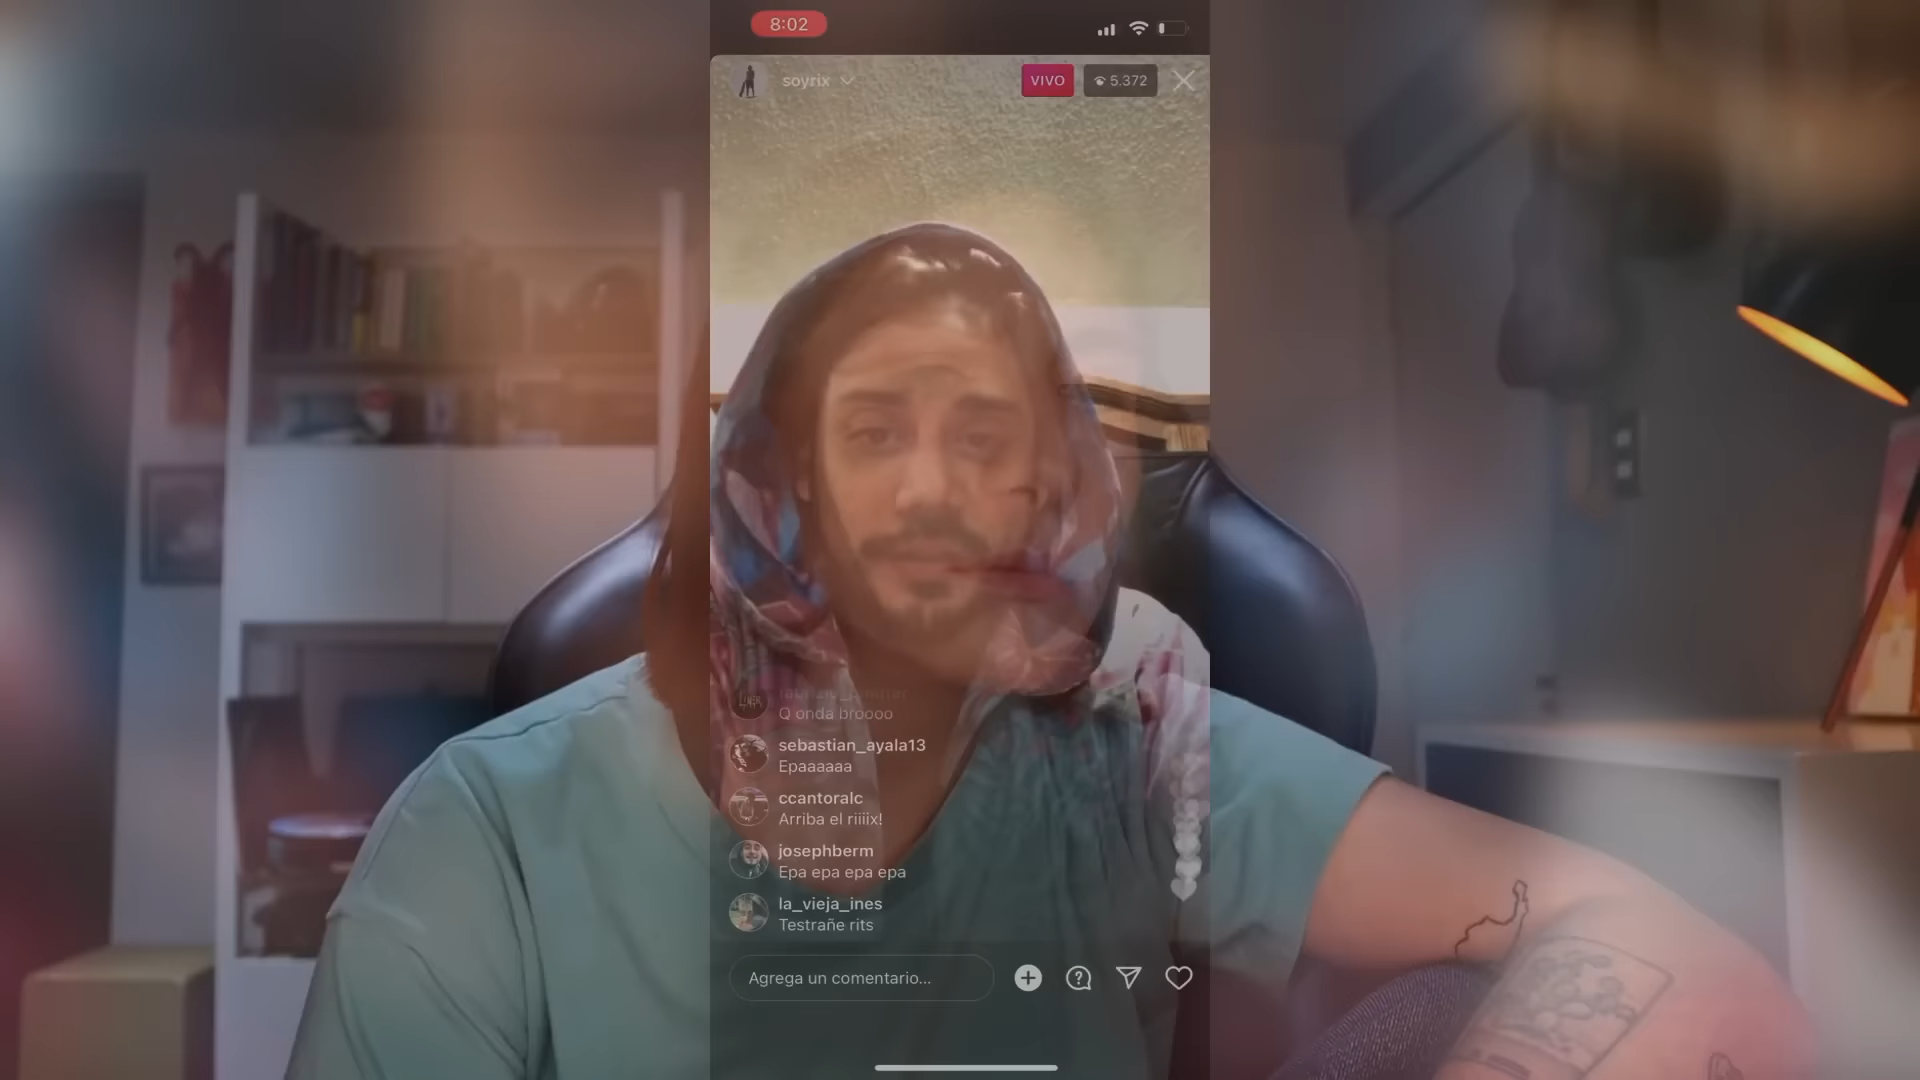 8:02
soyrix
VIVO
5.372
Q onda broooo
sebastian_ayala13
Epaaaaaa
ccantoralc
Arriba el riiiix!
josephberm
Epa epa epa epa
la_vieja_ines
Testrañe rits
Agrega un comentario...